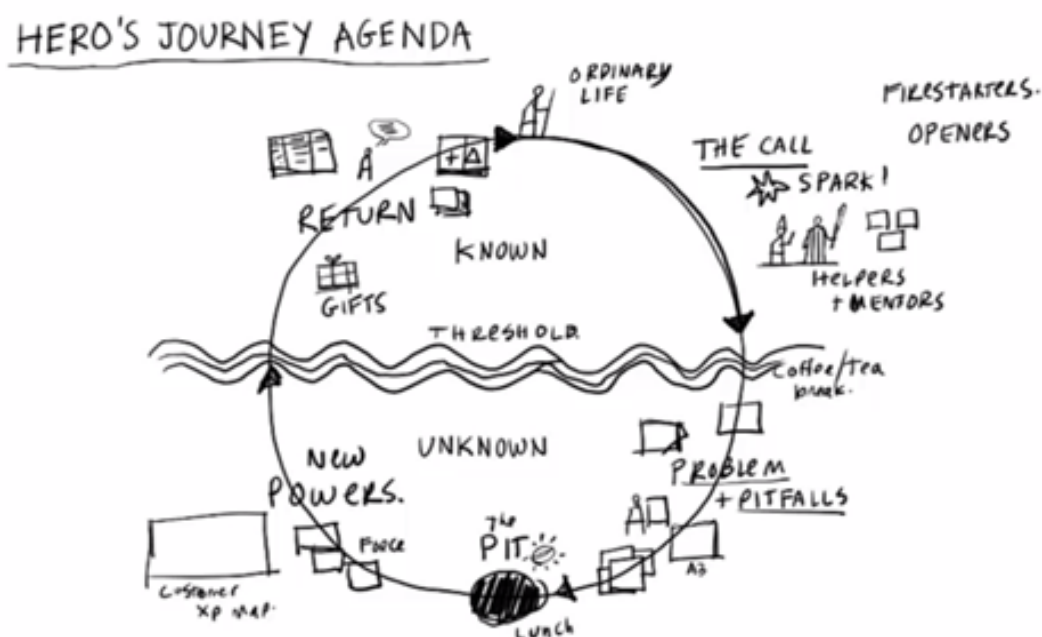 HERO'S JOURNEY AGENDA
ORDINARY
LIFE
FIRESTARTERS.
OPENERS
THE CALL
SPARK!
HELPERS
+ MENTORS
+ Δ
RETURN
KNOWN
GIFTS
THRESHOLD.
Coffee/Tea
break.
UNKNOWN
PROBLEM
+ PITFALLS
A3
NEW
POWERS.
The
PIT
Lunch
Force
Customer
XP MAP.